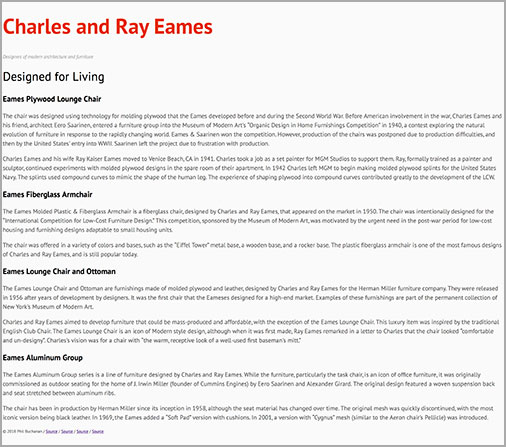 Charles and Ray Eames
Designers of modern architecture and furniture
Designed for Living
Eames Plywood Lounge Chair
The chair was designed using technology for molding plywood that the Eames developed before and during the Second World War. Before American involvement in the war, Charles Eames and
his friend, architect Eero Saarinen, entered a furniture group into the Museum of Modern Art's "Organic Design in Home Furnishings Competition" in 1940, a contest exploring the natural
evolution of furniture in response to the rapidly changing world. Eames & Saarinen won the competition. However, production of the chairs was postponed due to production difficulties, and
then by the United States' entry into WWII. Saarinen left the project due to frustration with production.
Charles Eames and his wife Ray Kaiser Eames moved to Venice Beach, CA in 1941. Charles took a job as a set painter for MGM Studios to support them. Ray, formally trained as a painter and
sculptor, continued experiments with molded plywood designs in the spare room of their apartment. In 1942 Charles left MGM to begin making molded plywood splints for the United States
Navy. The splints used compound curves to mimic the shape of the human leg. The experience of shaping plywood into compound curves contributed greatly to the development of the LCW.
Eames Fiberglass Armchair
The Eames Molded Plastic & Fiberglass Armchair is a fiberglass chair, designed by Charles and Ray Eames, that appeared on the market in 1950. The chair was intentionally designed for the
"International Competition for Low-Cost Furniture Design." This competition, sponsored by the Museum of Modern Art, was motivated by the urgent need in the post-war period for low-cost
housing and furnishing designs adaptable to small housing units.
The chair was offered in a variety of colors and bases, such as the "Eiffel Tower" metal base, a wooden base, and a rocker base. The plastic fiberglass armchair is one of the most famous designs
of Charles and Ray Eames, and is still popular today.
Eames Lounge Chair and Ottoman
The Eames Lounge Chair and Ottoman are furnishings made of molded plywood and leather, designed by Charles and Ray Eames for the Herman Miller furniture company. They were released
in 1956 after years of development by designers. It was the first chair that the Eameses designed for a high-end market. Examples of these furnishings are part of the permanent collection of
New York's Museum of Modern Art.
Charles and Ray Eames aimed to develop furniture that could be mass-produced and affordable, with the exception of the Eames Lounge Chair. This luxury item was inspired by the traditional
English Club Chair. The Eames Lounge Chair is an icon of Modern style design, although when it was first made, Ray Eames remarked in a letter to Charles that the chair looked "comfortable
and un-designy". Charles's vision was for a chair with "the warm, receptive look of a well-used first baseman's mitt."
Eames Aluminum Group
The Eames Aluminum Group series is a line of furniture designed by Charles and Ray Eames. While the furniture, particularly the task chair, is an icon of office furniture, it was originally
commissioned as outdoor seating for the home of J. Irwin Miller (founder of Cummins Engines) by Eero Saarinen and Alexander Girard. The original design featured a woven suspension back
and seat stretched between aluminum ribs.
The chair has been in production by Herman Miller since its inception in 1958, although the seat material has changed over time. The original mesh was quickly discontinued, with the most
iconic version being black leather. In 1969, the Eames added a "Soft Pad" version with cushions. In 2001, a version with "Cygnus" mesh (similar to the Aeron chair's Pellicle) was introduced.
© 2018 Phil Buchanan / Source / Source / Source / Source